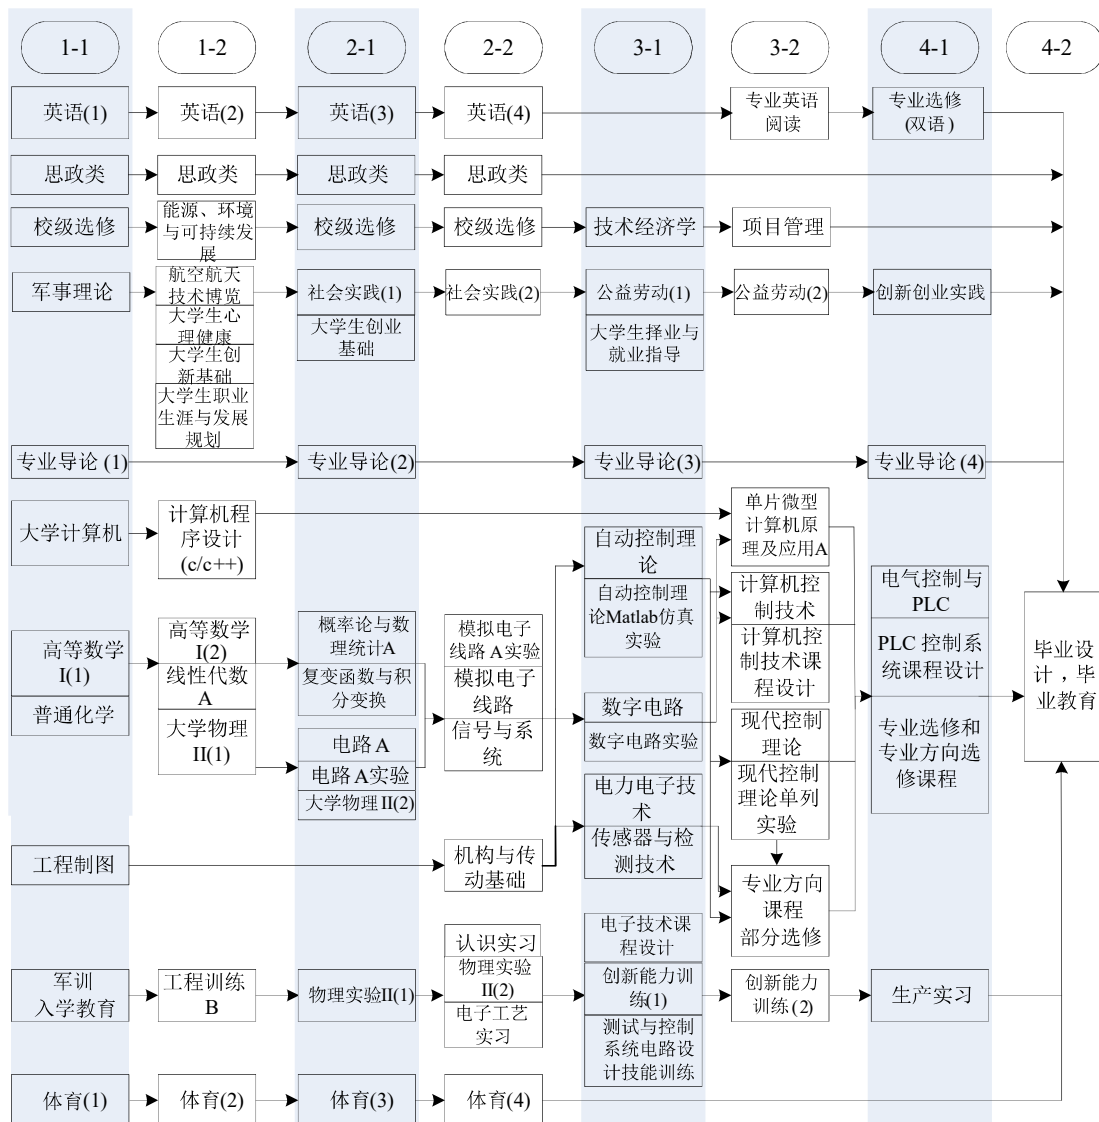 1-1
1-2
2-1
2-2
3-1
3-2
4-1
4-2
英语(1)
英语(2)
英语(3)
英语(4)
专业英语
阅读
专业选修
(双语)
思政类
思政类
思政类
思政类
校级选修
能源、环境
与可持续发
展
校级选修
校级选修
技术经济学
项目管理
军事理论
航空航天
技术博览
大学生心
理健康
大学生创
新基础
大学生职业
生涯与发展
规划
社会实践(1)
大学生创业
基础
社会实践(2)
公益劳动(1)
大学生择业与
就业指导
公益劳动(2)
创新创业实践
专业导论(1)
专业导论(2)
专业导论(3)
专业导论(4)
大学计算机
计算机程
序设计
(c/c++)
单片微型
计算机原
理及应用A
自动控制理
论
自动控制理
论Matlab仿真
实验
计算机控
制技术
计算机控
制技术课
程设计
电气控制与
PLC
PLC 控制系
统课程设计
专业选修和
专业方向选
修课程
毕业设
计，毕
业教育
高等数学
I(1)
普通化学
高等数学
I(2)
线性代数
A
大学物理
II(1)
概率论与数
理统计A
复变函数与积
分变换
电路A
电路A实验
大学物理II(2)
模拟电子
线路A实验
模拟电子
线路
信号与系
统
数字电路
数字电路实验
现代控制
理论
现代控制
理论单列
实验
电力电子技
术
传感器与检
测技术
工程制图
机构与传
动基础
专业方向
课程
部分选修
军训
入学教育
工程训练
B
物理实验II(1)
认识实习
物理实验
II(2)
电子工艺
实习
电子技术课
程设计
创新能力训
练(1)
测试与控制
系统电路设
计技能训练
创新能力
训练(2)
生产实习
体育(1)
体育(2)
体育(3)
体育(4)